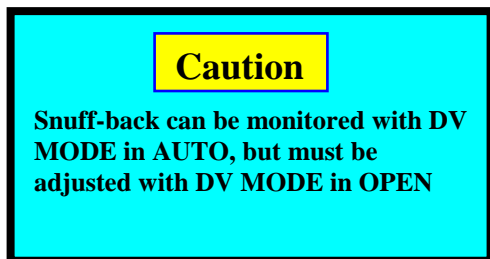 Caution
Snuff-back can be monitored with DV
MODE in AUTO, but must be
adjusted with DV MODE in OPEN